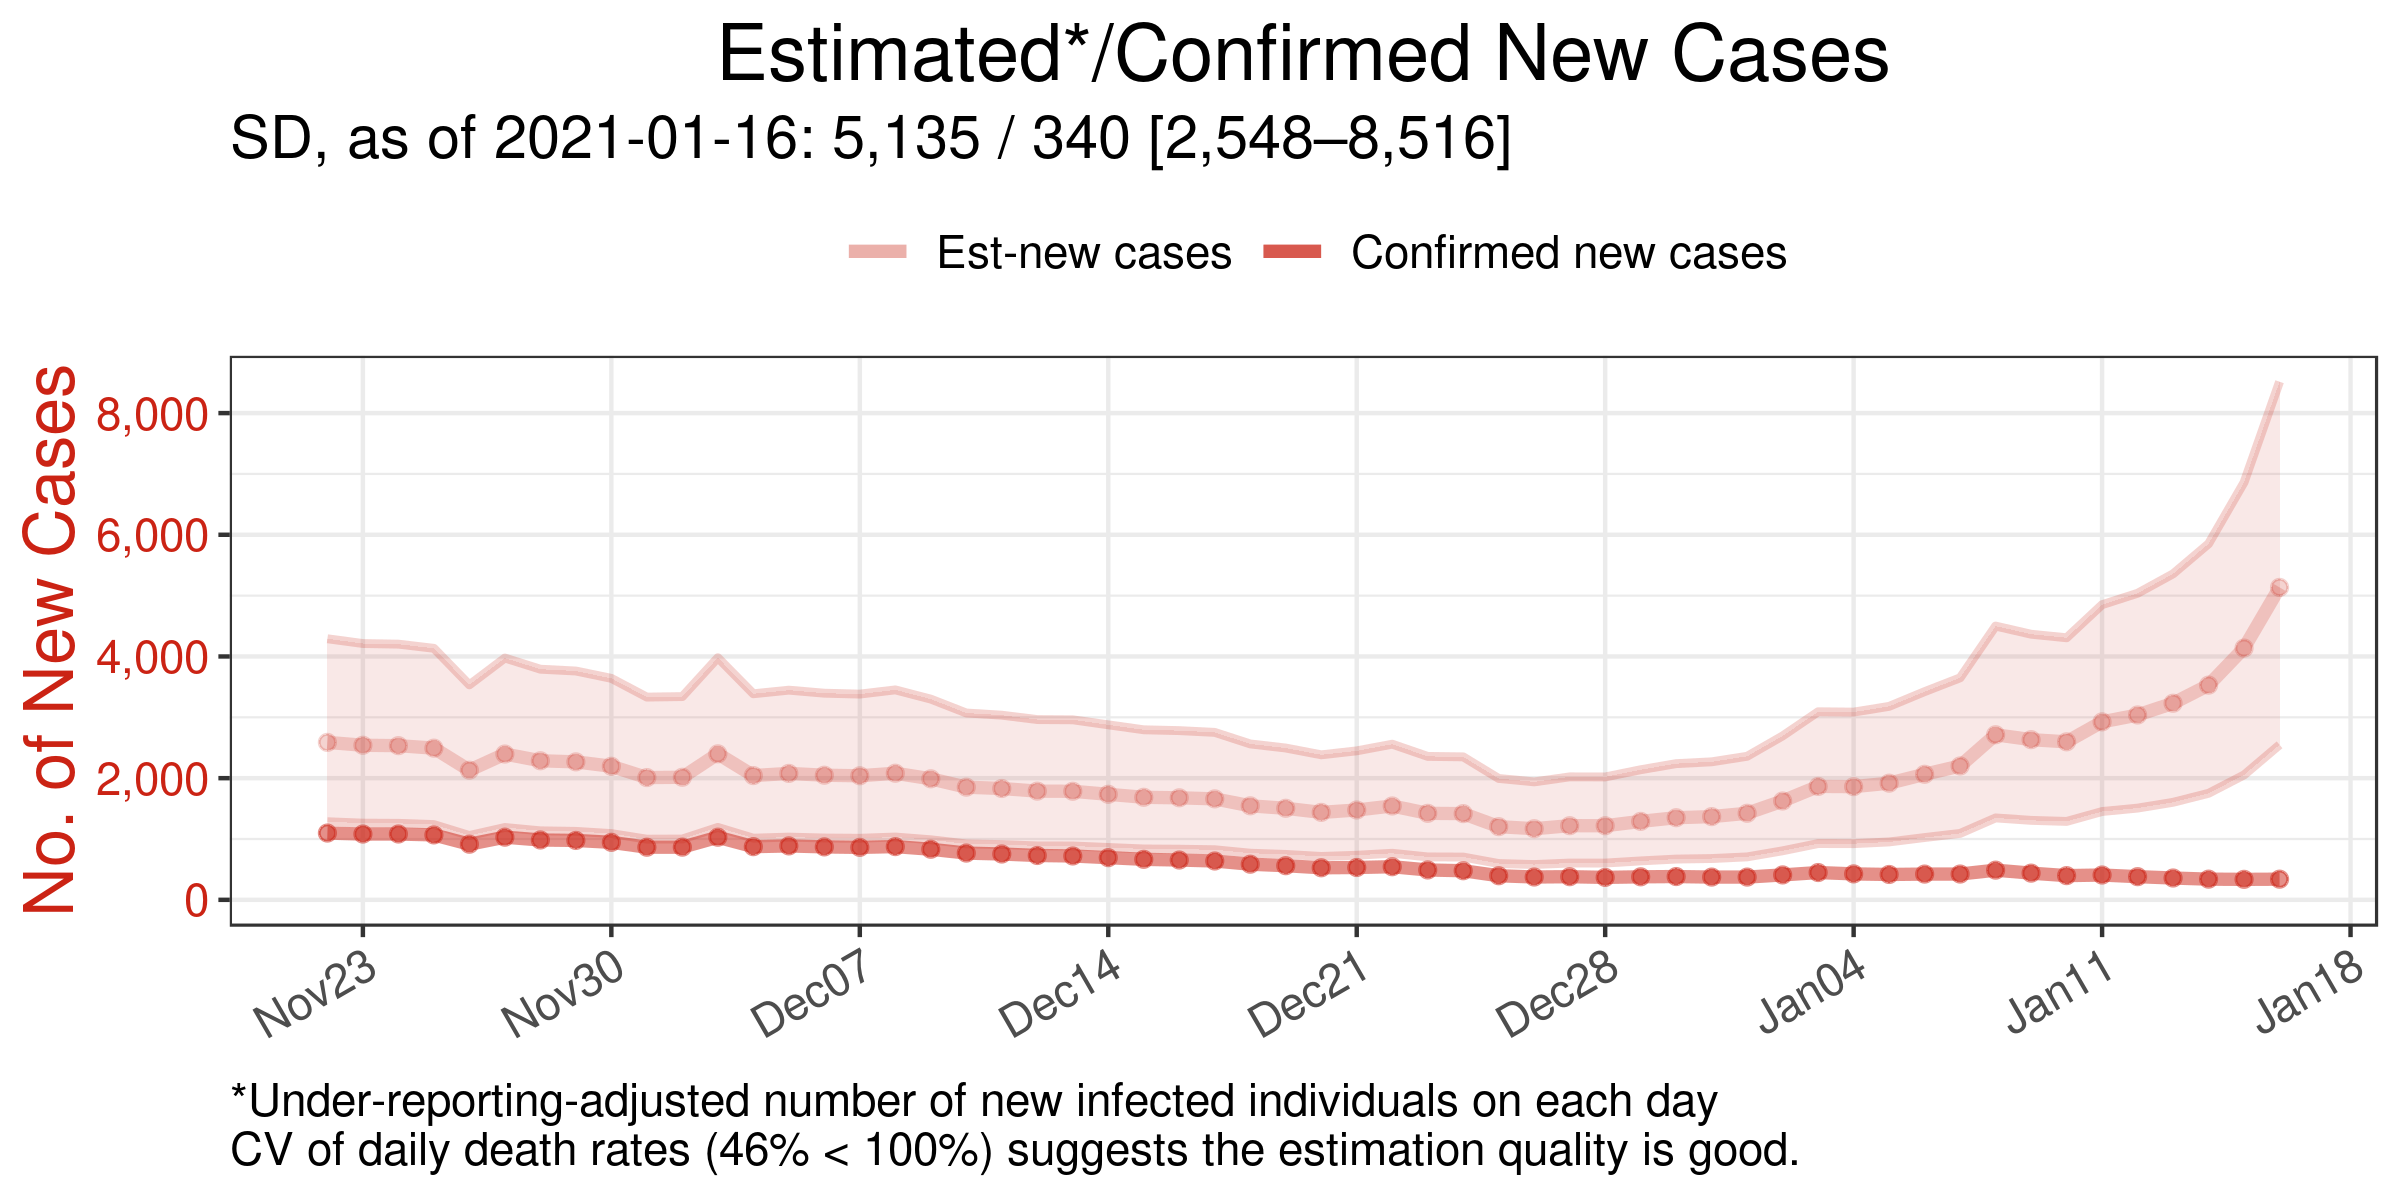 Estimated*/Confirmed New Cases
SD, as of 2021-01-16: 5,135 / 340 [2,548–8,516]
Est-new cases
Confirmed new cases
No. of New Cases
8,000
6,000
4,000
2,000
0
Nov23
Nov30
Dec07
Dec14
Dec21
Dec28
Jan04
Jan11
Jan18
*Under-reporting-adjusted number of new infected individuals on each day
CV of daily death rates (46% < 100%) suggests the estimation quality is good.